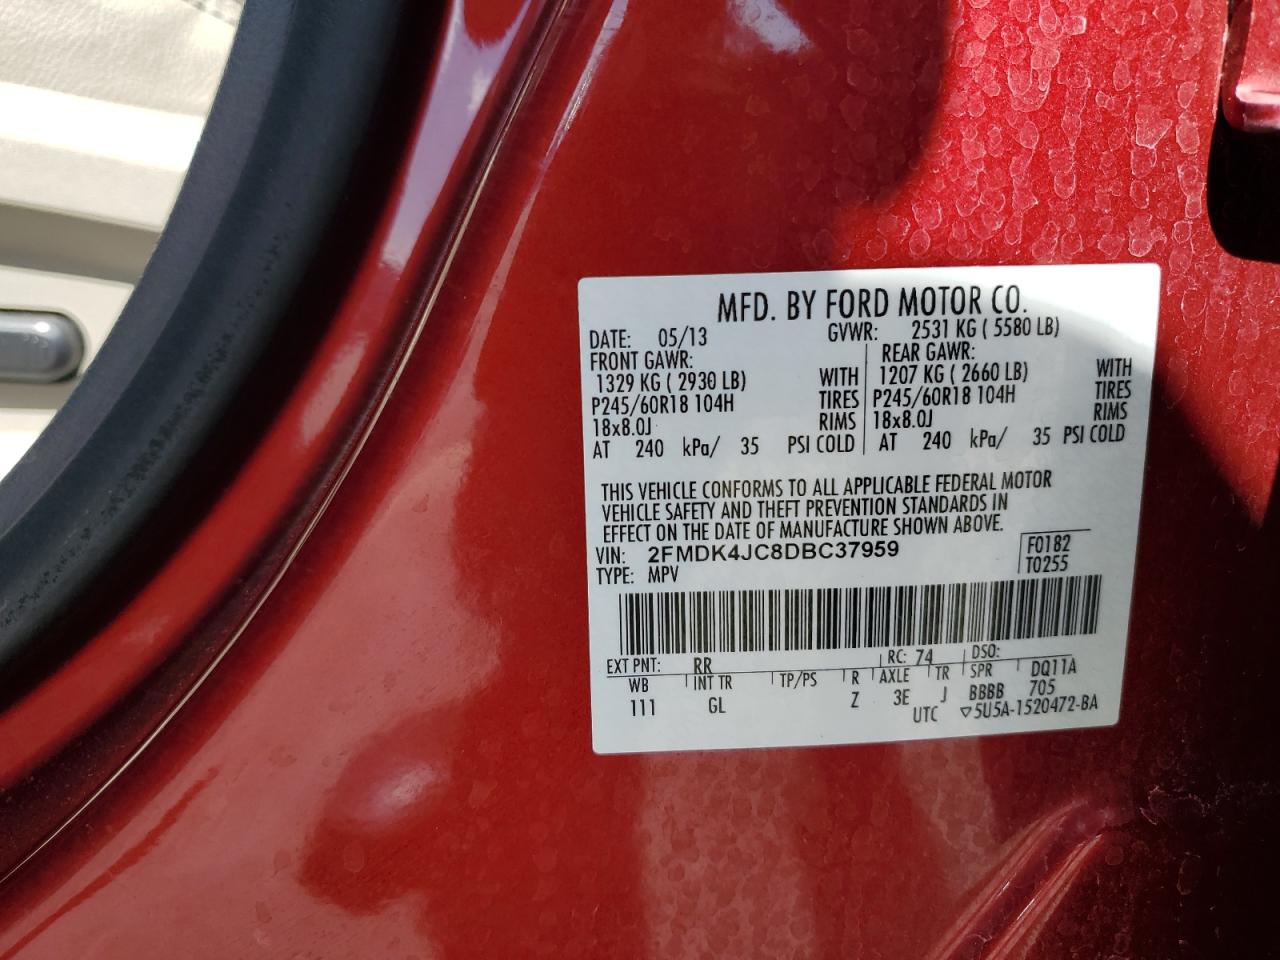 MFD. BY FORD MOTOR CO.
DATE: 05/13 GVWR: 2531 KG ( 5580 LB)
FRONT GAWR: REAR GAWR:
1329 KG ( 2930 LB) WITH 1207 KG ( 2660 LB) WITH
P245/60R18 104H TIRES P245/60R18 104H TIRES
18x8.0J RIMS 18x8.0J RIMS
AT 240 kPa/ 35 PSI COLD AT 240 kPa/ 35 PSI COLD
THIS VEHICLE CONFORMS TO ALL APPLICABLE FEDERAL MOTOR
VEHICLE SAFETY AND THEFT PREVENTION STANDARDS IN
EFFECT ON THE DATE OF MANUFACTURE SHOWN ABOVE.
VIN: 2FMDK4JC8DBC37959 F0182
TYPE: MPV T0255
EXT PNT: RR RC: 74 DSO:
WB INT TR TP/PS R AXLE TR SPR DQ11A
111 GL Z 3E J BBBB 705
UTC ▽5U5A-1520472-BA